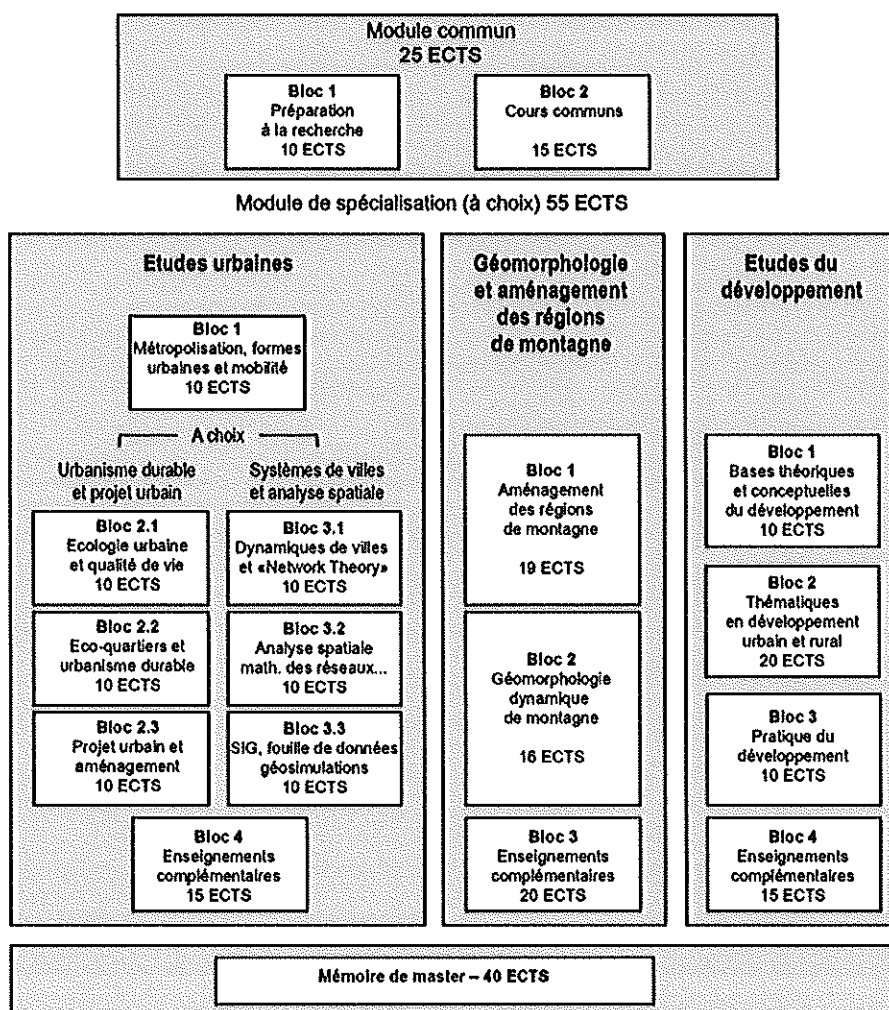 Module commun
25 ECTS
Bloc 1
Préparation
à la recherche
10 ECTS
Bloc 2
Cours communs
15 ECTS
Module de spécialisation (à choix) 55 ECTS
Etudes urbaines
Bloc 1
Métropolisation, formes
urbaines et mobilité
10 ECTS
A choix
Urbanisme durable
et projet urbain
Bloc 2.1
Ecologie urbaine
et qualité de vie
10 ECTS
Bloc 2.2
Eco-quartiers et
urbanisme durable
10 ECTS
Bloc 2.3
Projet urbain et
aménagement
10 ECTS
Systèmes de villes
et analyse spatiale
Bloc 3.1
Dynamiques de villes
et «Network Theory»
10 ECTS
Bloc 3.2
Analyse spatiale
math. des réseaux...
10 ECTS
Bloc 3.3
SIG, fouille de données
géosimulations
10 ECTS
Bloc 4
Enseignements
complémentaires
15 ECTS
Géomorphologie
et aménagement
des régions
de montagne
Bloc 1
Aménagement
des régions
de montagne
19 ECTS
Bloc 2
Géomorphologie
dynamique
de montagne
16 ECTS
Bloc 3
Enseignements
complémentaires
20 ECTS
Etudes du
développement
Bloc 1
Bases théoriques
et conceptuelles
du développement
10 ECTS
Bloc 2
Thématiques
en développement
urbain et rural
20 ECTS
Bloc 3
Pratique du
développement
10 ECTS
Bloc 4
Enseignements
complémentaires
15 ECTS
Mémoire de master – 40 ECTS